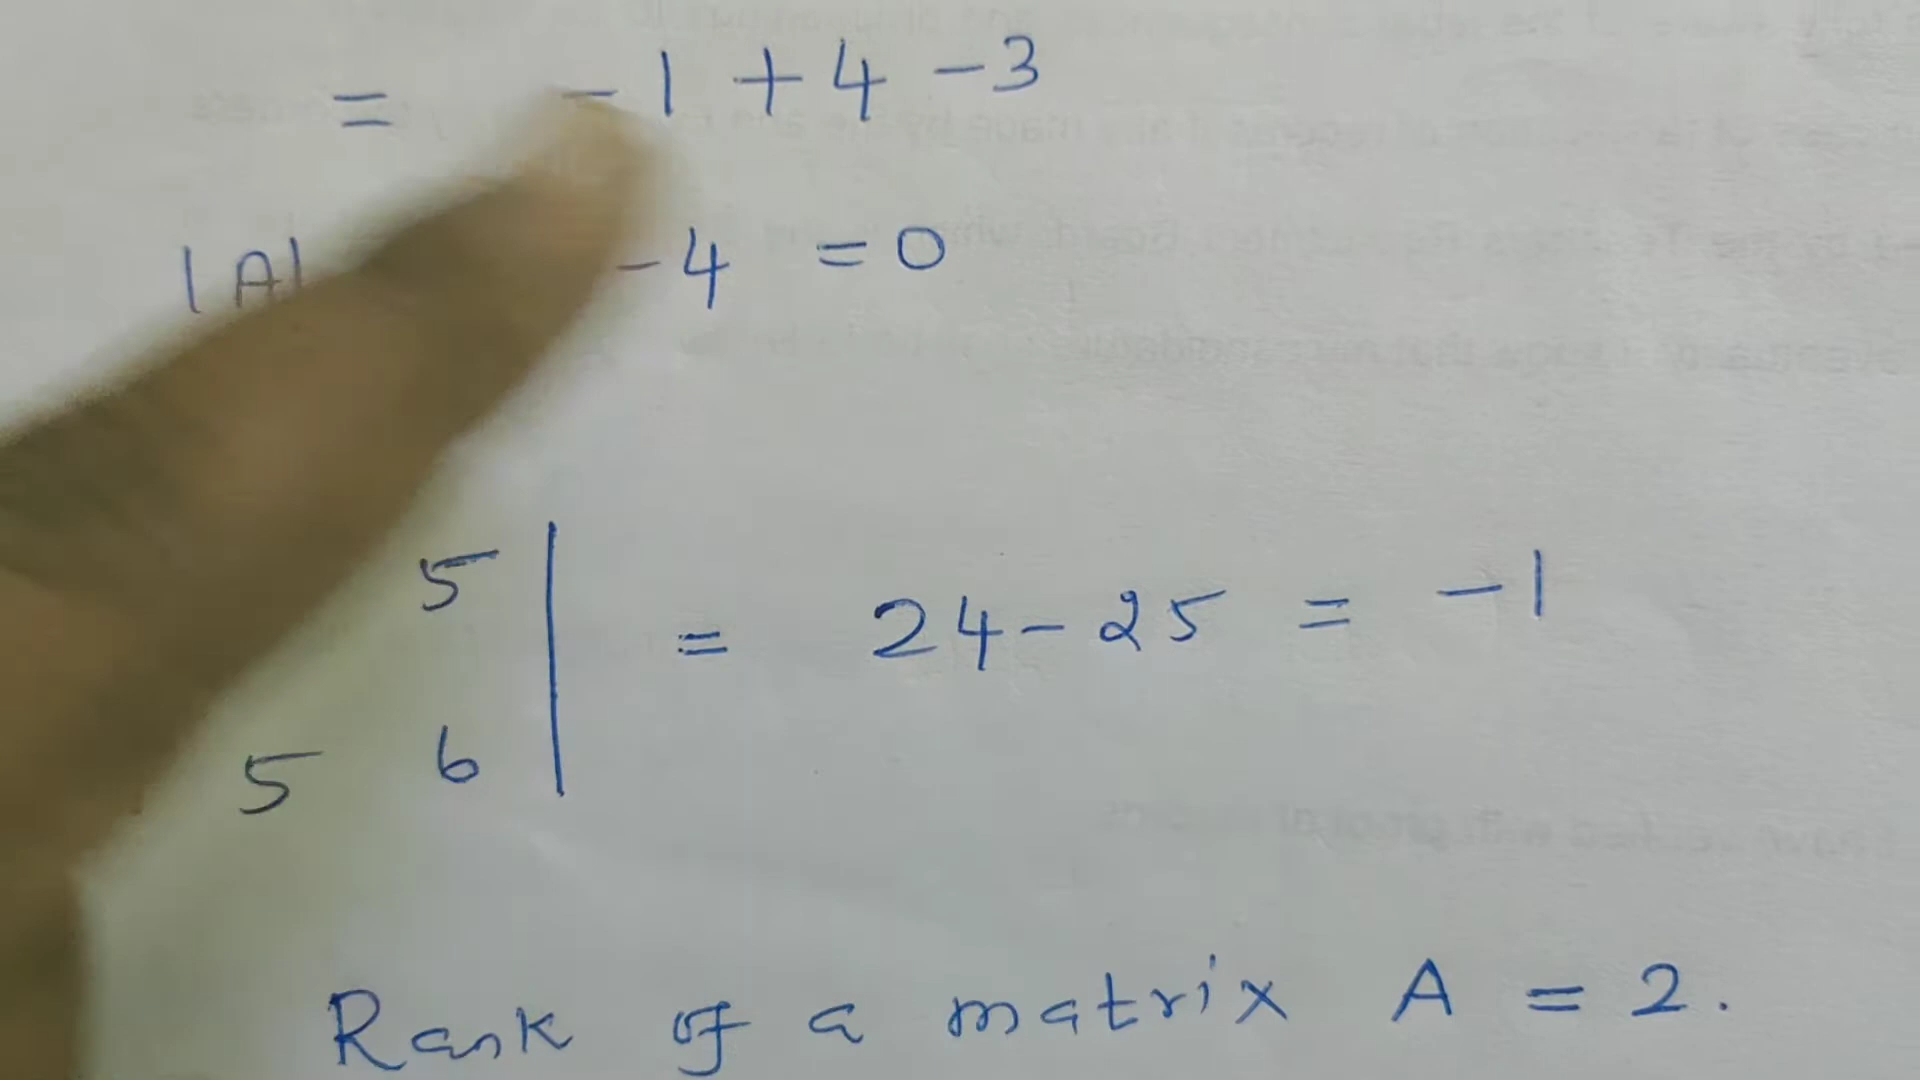 = -1 + 4 - 3
|A| - 4 = 0
5
= 24 - 25 = -1
5 6
Rank of a matrix A = 2.